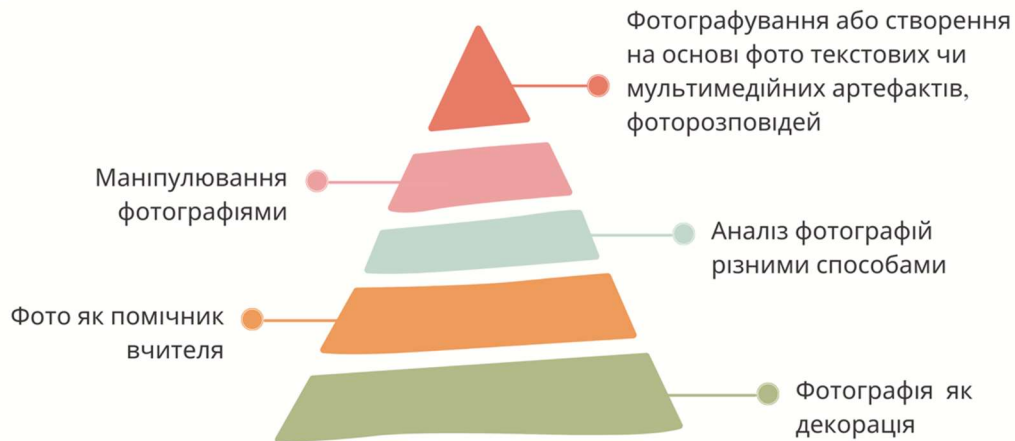 Фотографування або створення
на основі фото текстових чи
мультимедійних артефактів,
фоторозповідей
Маніпулювання
фотографіями
Аналіз фотографій
різними способами
Фото як помічник
вчителя
Фотографія як
декорація